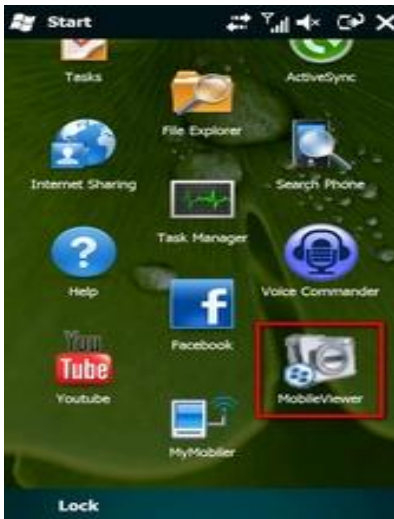 Start
Tasks
ActiveSync
File Explorer
Internet Sharing
Search Phone
Task Manager
Help
Voice Commander
Facebook
You
Tube
Youtube
MobileViewer
MyMobiler
Lock